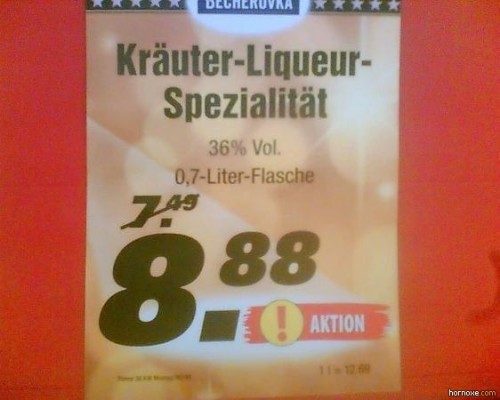 BECHEROVKA
Kräuter-Liqueur-
Spezialität
36% Vol.
0,7-Liter-Flasche
7.49
8.88
! AKTION
1 l = 12.69
hornoxe.com